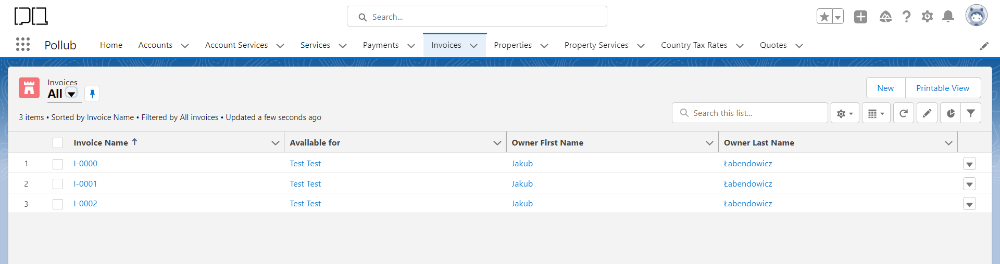 Search...
Pollub Home Accounts Account Services Services Payments Invoices Properties Property Services Country Tax Rates Quotes
Invoices
All
New Printable View
3 items • Sorted by Invoice Name • Filtered by All invoices • Updated a few seconds ago
Search this list...
Invoice Name Available for Owner First Name Owner Last Name
1 I-0000 Test Test Jakub Łabendowicz
2 I-0001 Test Test Jakub Łabendowicz
3 I-0002 Test Test Jakub Łabendowicz